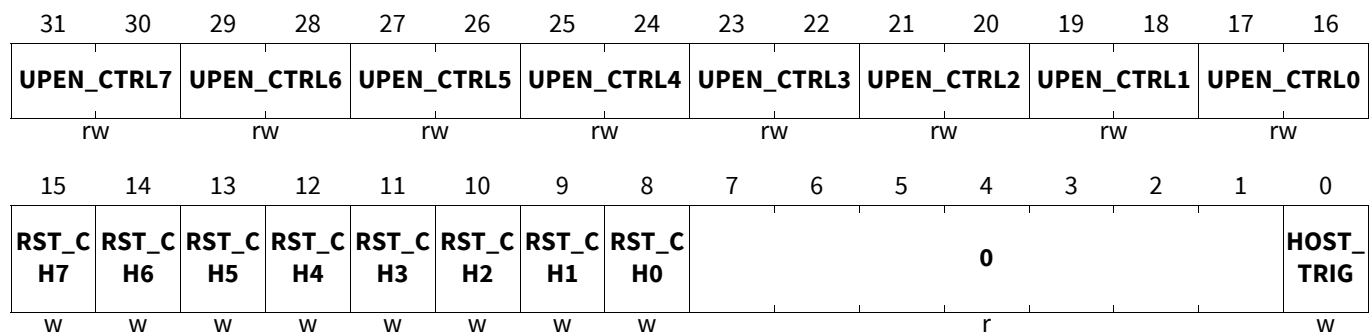 31 30 29 28 27 26 25 24 23 22 21 20 19 18 17 16
UPEN_CTRL7 UPEN_CTRL6 UPEN_CTRL5 UPEN_CTRL4 UPEN_CTRL3 UPEN_CTRL2 UPEN_CTRL1 UPEN_CTRL0
rw rw rw rw rw rw rw rw
15 14 13 12 11 10 9 8 7 6 5 4 3 2 1 0
RST_C RST_C RST_C RST_C RST_C RST_C RST_C RST_C 0 HOST_
H7 H6 H5 H4 H3 H2 H1 H0 TRIG
w w w w w w w w r w